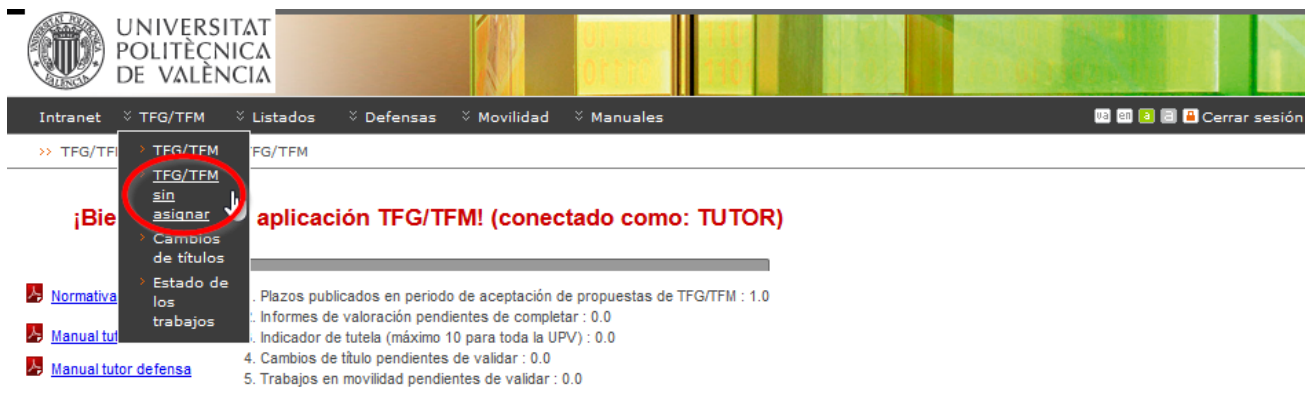 UNIVERSITAT
POLITÈCNICA
DE VALÈNCIA
Intranet TFG/TFM Listados Defensas Movilidad Manuales va en a a Cerrar sesión
>> TFG/TF FG/TFM
TFG/TFM
TFG/TFM
sin
asignar
Cambios
de títulos
Estado de
los
trabajos
¡Bie aplicación TFG/TFM! (conectado como: TUTOR)
Normativa
Manual tut
Manual tutor defensa
. Plazos publicados en periodo de aceptación de propuestas de TFG/TFM : 1.0
. Informes de valoración pendientes de completar : 0.0
. Indicador de tutela (máximo 10 para toda la UPV) : 0.0
4. Cambios de título pendientes de validar : 0.0
5. Trabajos en movilidad pendientes de validar : 0.0